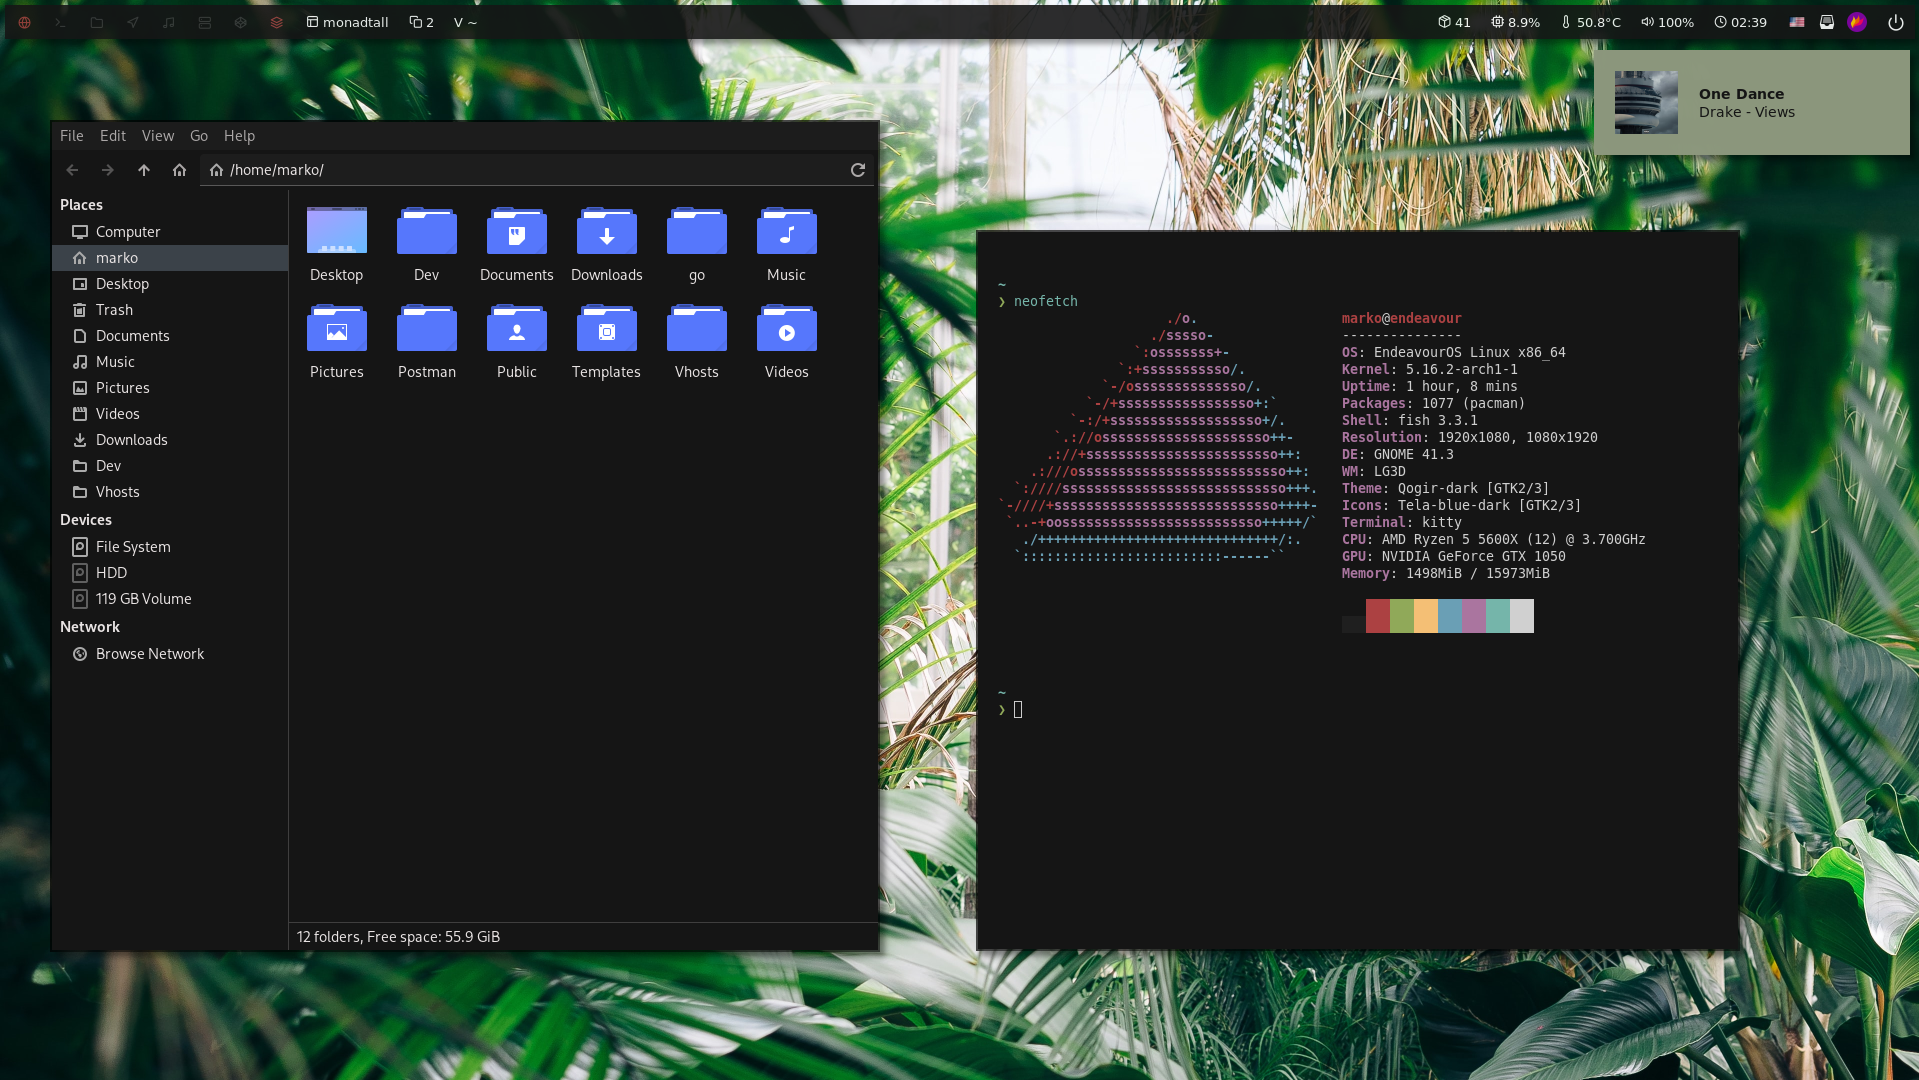 monadtall 2 V ~ 41 8.9% 50.8°C 100% 02:39
One Dance
Drake - Views
File Edit View Go Help
/home/marko/
Places
Computer
marko
Desktop
Trash
Documents
Music
Pictures
Videos
Downloads
Dev
Vhosts
Devices
File System
HDD
119 GB Volume
Network
Browse Network
Desktop Dev Documents Downloads go Music
Pictures Postman Public Templates Vhosts Videos
12 folders, Free space: 55.9 GiB
~
❯ neofetch
./o. marko@endeavour
./sssso- ---------------
`:osssssss+- OS: EndeavourOS Linux x86_64
`:+sssssssssso/. Kernel: 5.16.2-arch1-1
`-/ossssssssssssso/. Uptime: 1 hour, 8 mins
`-/+sssssssssssssssso+:` Packages: 1077 (pacman)
`-:/+sssssssssssssssssso+/. Shell: fish 3.3.1
`.://osssssssssssssssssssso++- Resolution: 1920x1080, 1080x1920
.://+ssssssssssssssssssssssso++: DE: GNOME 41.3
.:///ossssssssssssssssssssssssso++: WM: LG3D
`:////ssssssssssssssssssssssssssso+++. Theme: Qogir-dark [GTK2/3]
`-////+ssssssssssssssssssssssssssso++++- Icons: Tela-blue-dark [GTK2/3]
`..-+oosssssssssssssssssssssssso+++++/` Terminal: kitty
./++++++++++++++++++++++++++++++/:. CPU: AMD Ryzen 5 5600X (12) @ 3.700GHz
`:::::::::::::::::::::::::------`` GPU: NVIDIA GeForce GTX 1050
Memory: 1498MiB / 15973MiB
~
❯